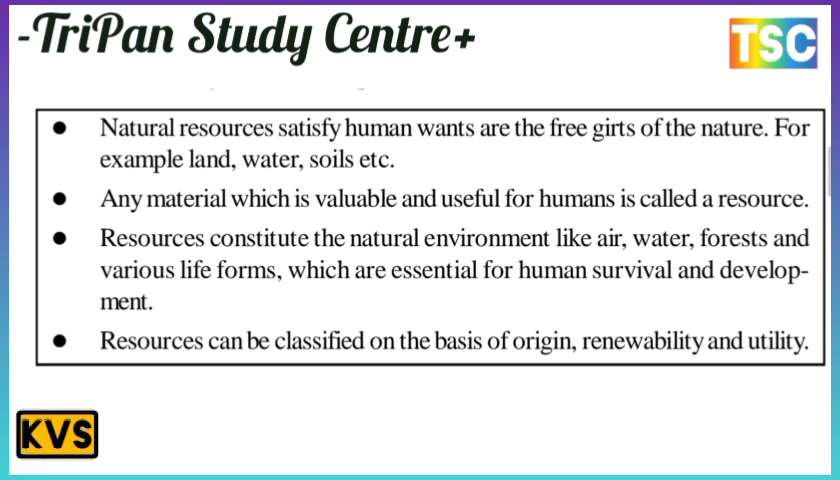 -TriPan Study Centre+
TSC
● Natural resources satisfy human wants are the free girts of the nature. For
example land, water, soils etc.
● Any material which is valuable and useful for humans is called a resource.
● Resources constitute the natural environment like air, water, forests and
various life forms, which are essential for human survival and develop-
ment.
● Resources can be classified on the basis of origin, renewability and utility.
KVS